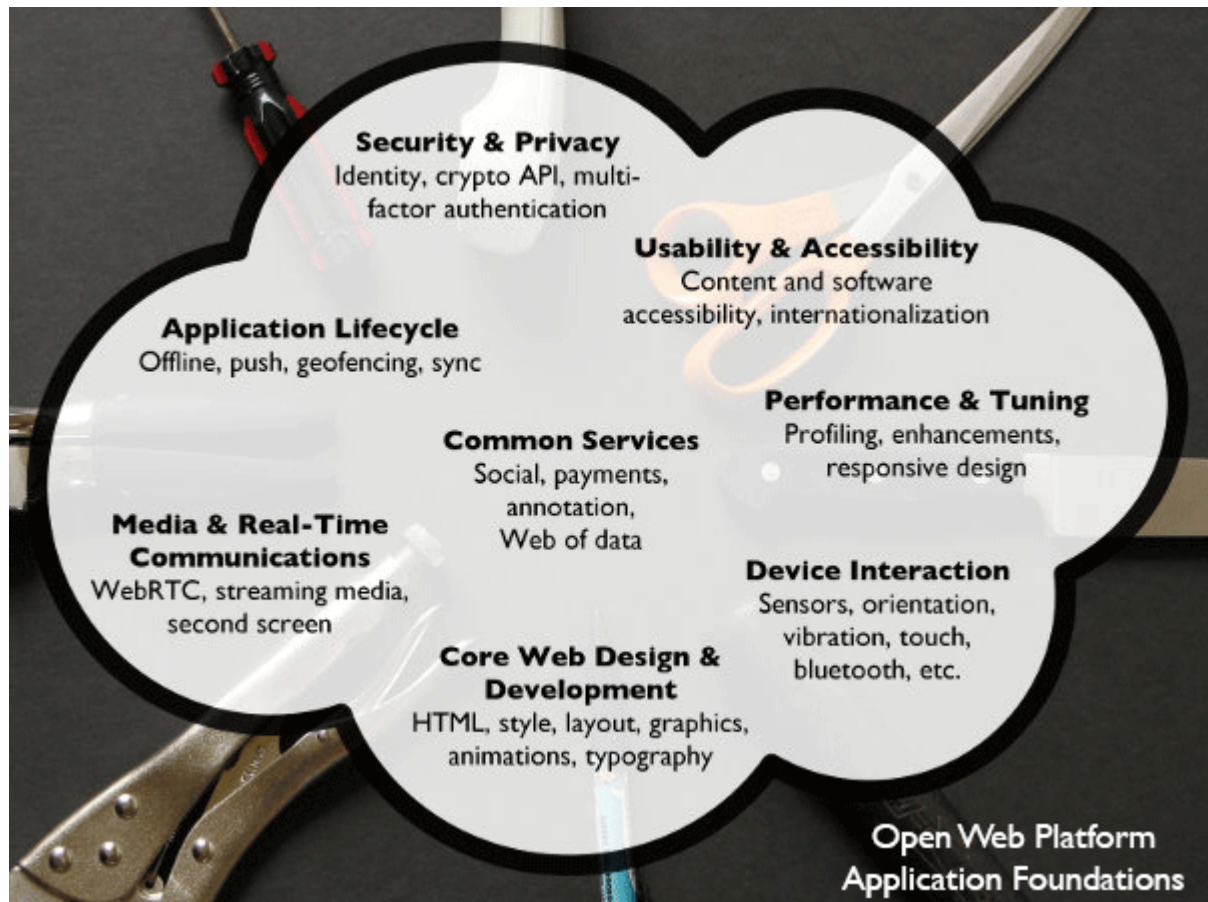 Security & Privacy
Identity, crypto API, multi-
factor authentication
Usability & Accessibility
Content and software
accessibility, internationalization
Application Lifecycle
Offline, push, geofencing, sync
Performance & Tuning
Profiling, enhancements,
responsive design
Common Services
Social, payments,
annotation,
Web of data
Media & Real-Time
Communications
WebRTC, streaming media,
second screen
Device Interaction
Sensors, orientation,
vibration, touch,
bluetooth, etc.
Core Web Design &
Development
HTML, style, layout, graphics,
animations, typography
Open Web Platform
Application Foundations